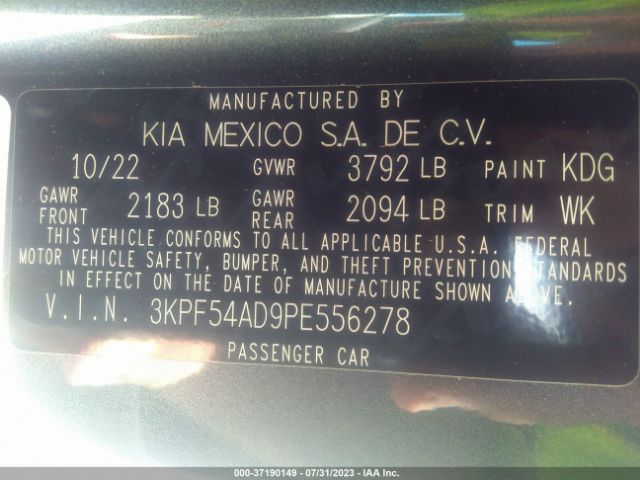 MANUFACTURED BY
KIA MEXICO S.A. DE C.V.
10/22 GVWR 3792 LB PAINT KDG
GAWR FRONT 2183 LB GAWR REAR 2094 LB TRIM WK
THIS VEHICLE CONFORMS TO ALL APPLICABLE U.S.A. FEDERAL
MOTOR VEHICLE SAFETY, BUMPER, AND THEFT PREVENTION STANDARDS
IN EFFECT ON THE DATE OF MANUFACTURE SHOWN ABOVE.
V.I.N. 3KPF54AD9PE556278
PASSENGER CAR
000-37190149 - 07/31/2023 - IAA Inc.